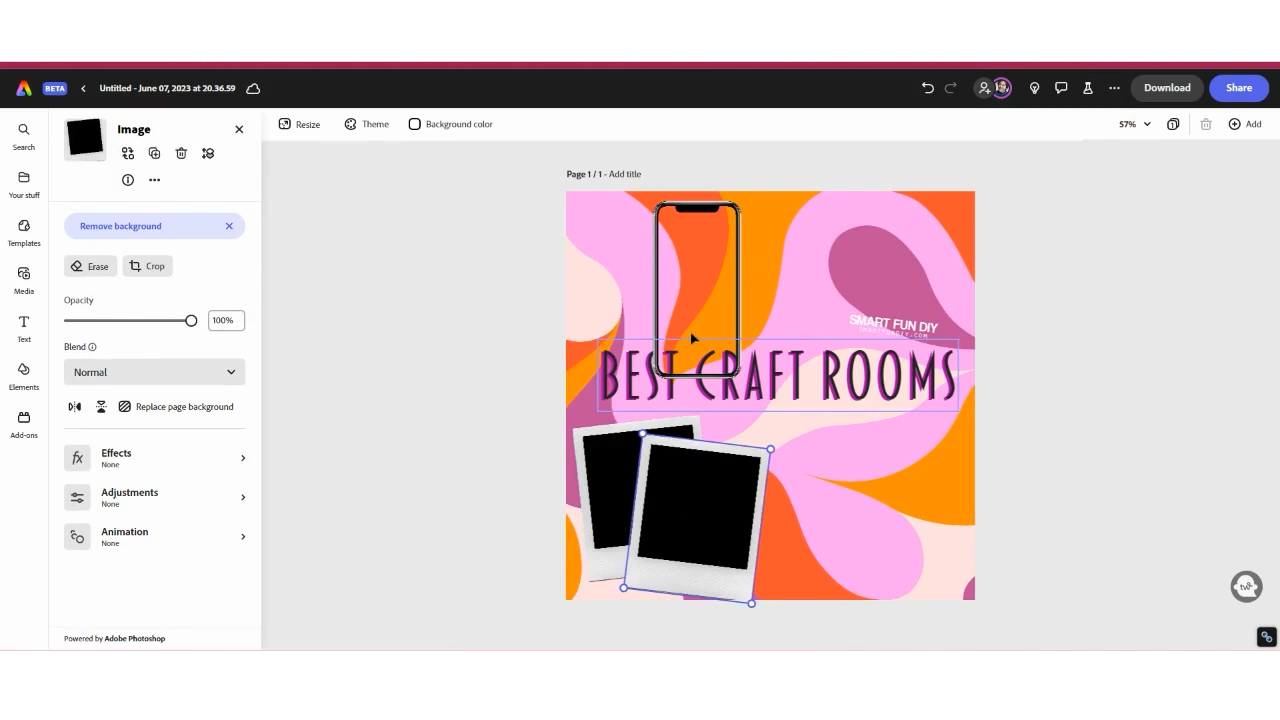 BETA
Untitled - June 07, 2023 at 20.36.59
Download
Share
Search
Your stuff
Templates
Media
Text
Elements
Add-ons
Image
Remove background
Erase
Crop
Opacity
100%
Blend
Normal
Replace page background
Effects
None
Adjustments
None
Animation
None
Powered by Adobe Photoshop
Resize
Theme
Background color
57%
1
Add
Page 1 / 1 - Add title
SMART FUN DIY
SMARTFUNDIY.COM
BEST CRAFT ROOMS